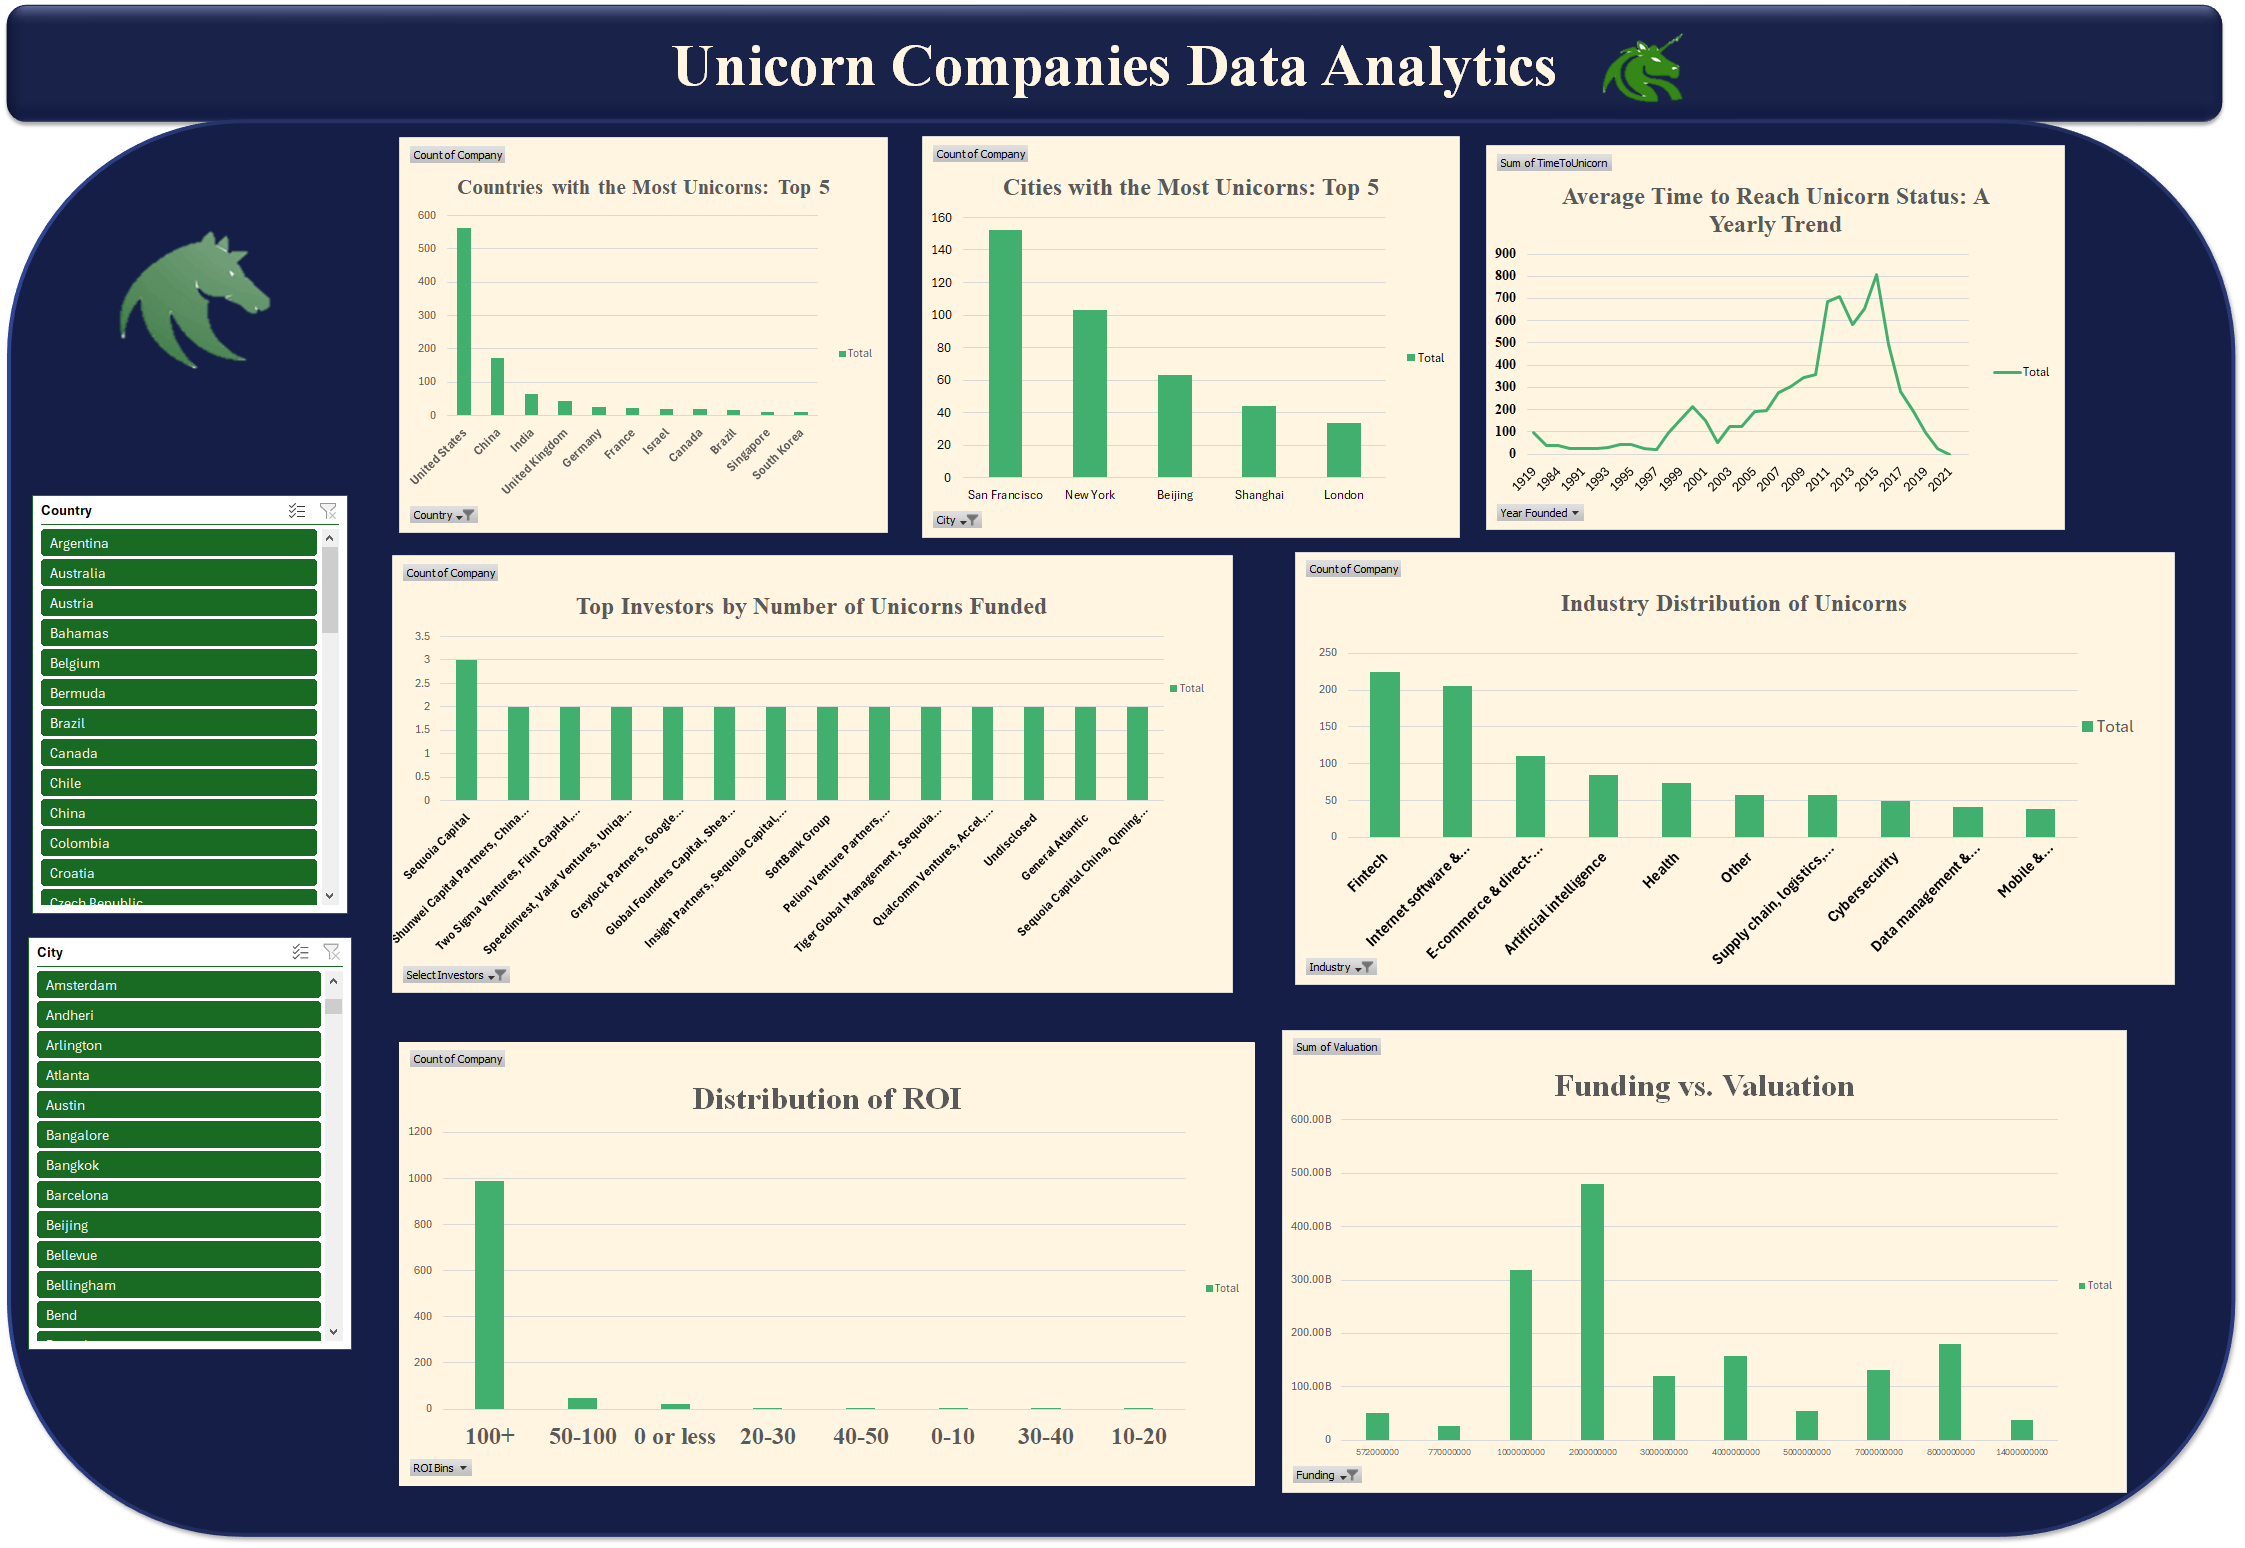 Unicorn Companies Data Analytics
Count of Company
Countries with the Most Unicorns: Top 5
600
500
400
300
200
100
0
United States
China
India
United Kingdom
Germany
France
Israel
Canada
Brazil
Singapore
South Korea
Total
Country
Count of Company
Cities with the Most Unicorns: Top 5
160
140
120
100
80
60
40
20
0
San Francisco
New York
Beijing
Shanghai
London
Total
City
Sum of TimeToUnicorn
Average Time to Reach Unicorn Status: A
Yearly Trend
900
800
700
600
500
400
300
200
100
0
1919
1984
1991
1993
1995
1997
1999
2001
2003
2005
2007
2009
2011
2013
2015
2017
2019
2021
Total
Year Founded
Country
Argentina
Australia
Austria
Bahamas
Belgium
Bermuda
Brazil
Canada
Chile
China
Colombia
Croatia
Czech Republic
City
Amsterdam
Andheri
Arlington
Atlanta
Austin
Bangalore
Bangkok
Barcelona
Beijing
Bellevue
Bellingham
Bend
Count of Company
Top Investors by Number of Unicorns Funded
3.5
3
2.5
2
1.5
1
0.5
0
Sequoia Capital
Shunwei Capital Partners, China...
Two Sigma Ventures, Flint Capital,...
Speedinvest, Valar Ventures, Uniqa...
Greylock Partners, Google...
Global Founders Capital, Shea...
Insight Partners, Sequoia Capital,...
SoftBank Group
Pelion Venture Partners,...
Tiger Global Management, Sequoia...
Qualcomm Ventures, Accel,...
Undisclosed
General Atlantic
Sequoia Capital China, Qiming...
Total
Select Investors
Count of Company
Industry Distribution of Unicorns
250
200
150
100
50
0
Fintech
Internet software &...
E-commerce & direct-...
Artificial intelligence
Health
Other
Supply chain, logistics,...
Cybersecurity
Data management &...
Mobile &...
Total
Industry
Count of Company
Distribution of ROI
1200
1000
800
600
400
200
0
100+
50-100
0 or less
20-30
40-50
0-10
30-40
10-20
Total
ROI Bins
Sum of Valuation
Funding vs. Valuation
600.00B
500.00B
400.00B
300.00B
200.00B
100.00B
0
572000000
770000000
1000000000
2000000000
3000000000
4000000000
5000000000
7000000000
8000000000
14000000000
Total
Funding